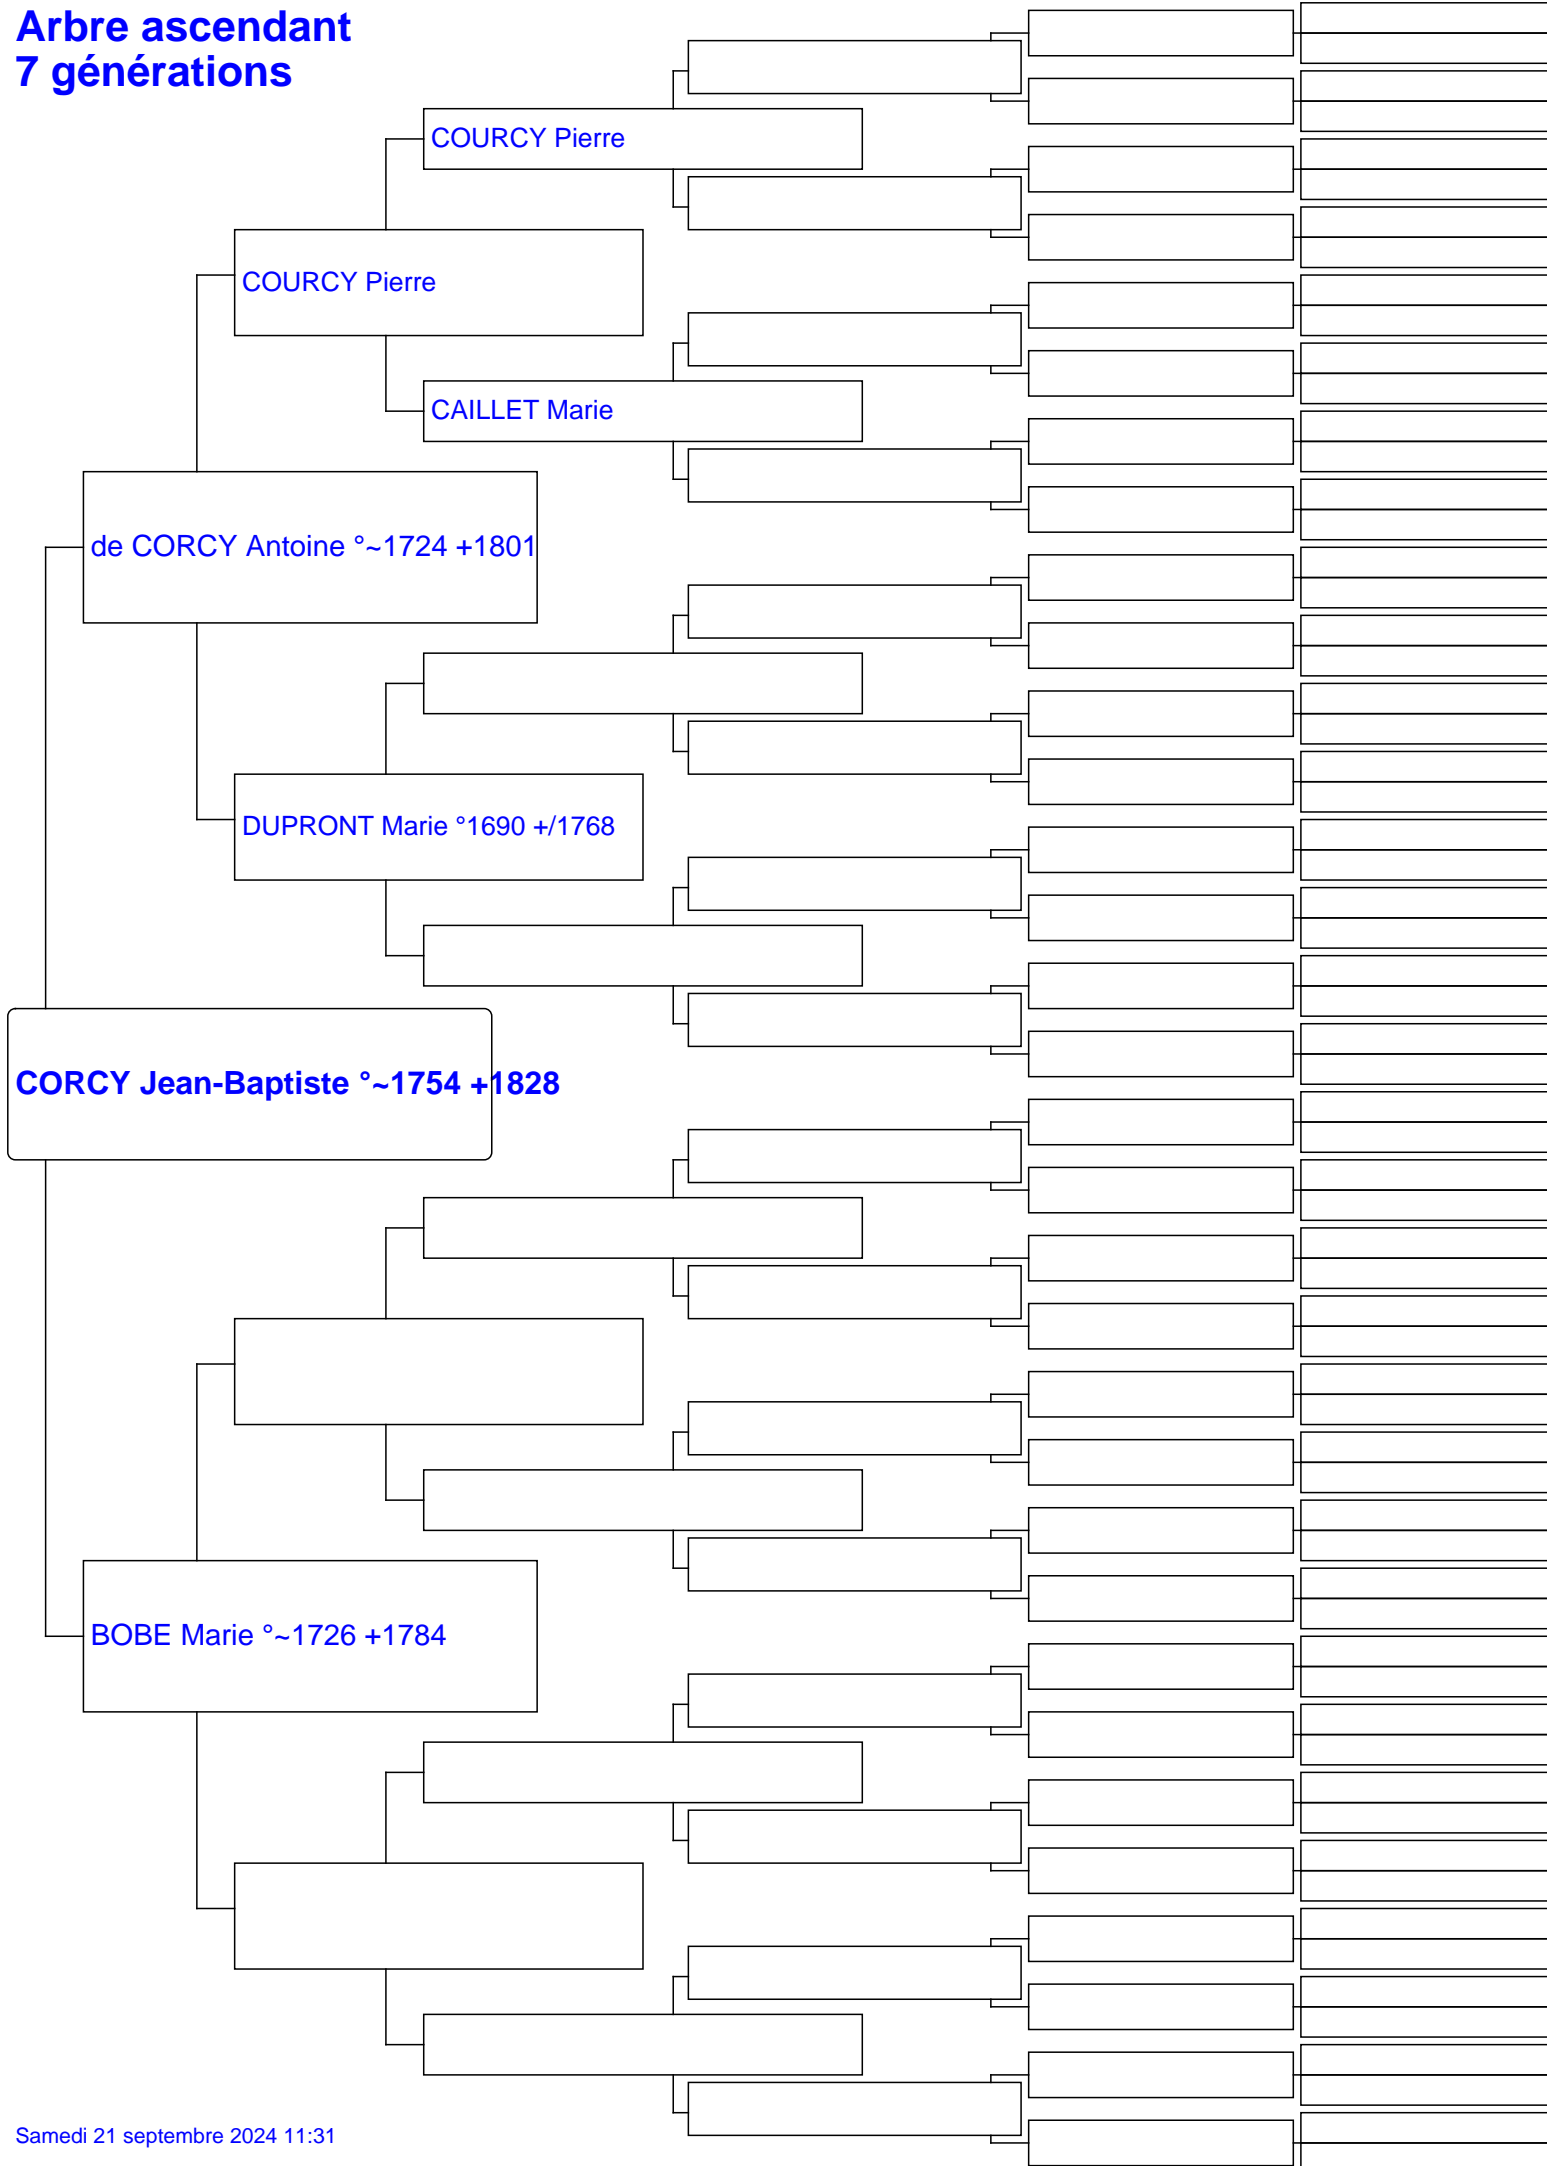 Arbre ascendant
7 générations
COURCY Pierre
COURCY Pierre
CAILLET Marie
de CORCY Antoine °~1724 +1801
DUPRONT Marie °1690 +/1768
CORCY Jean-Baptiste °~1754 +1828
BOBE Marie °~1726 +1784
Samedi 21 septembre 2024 11:31